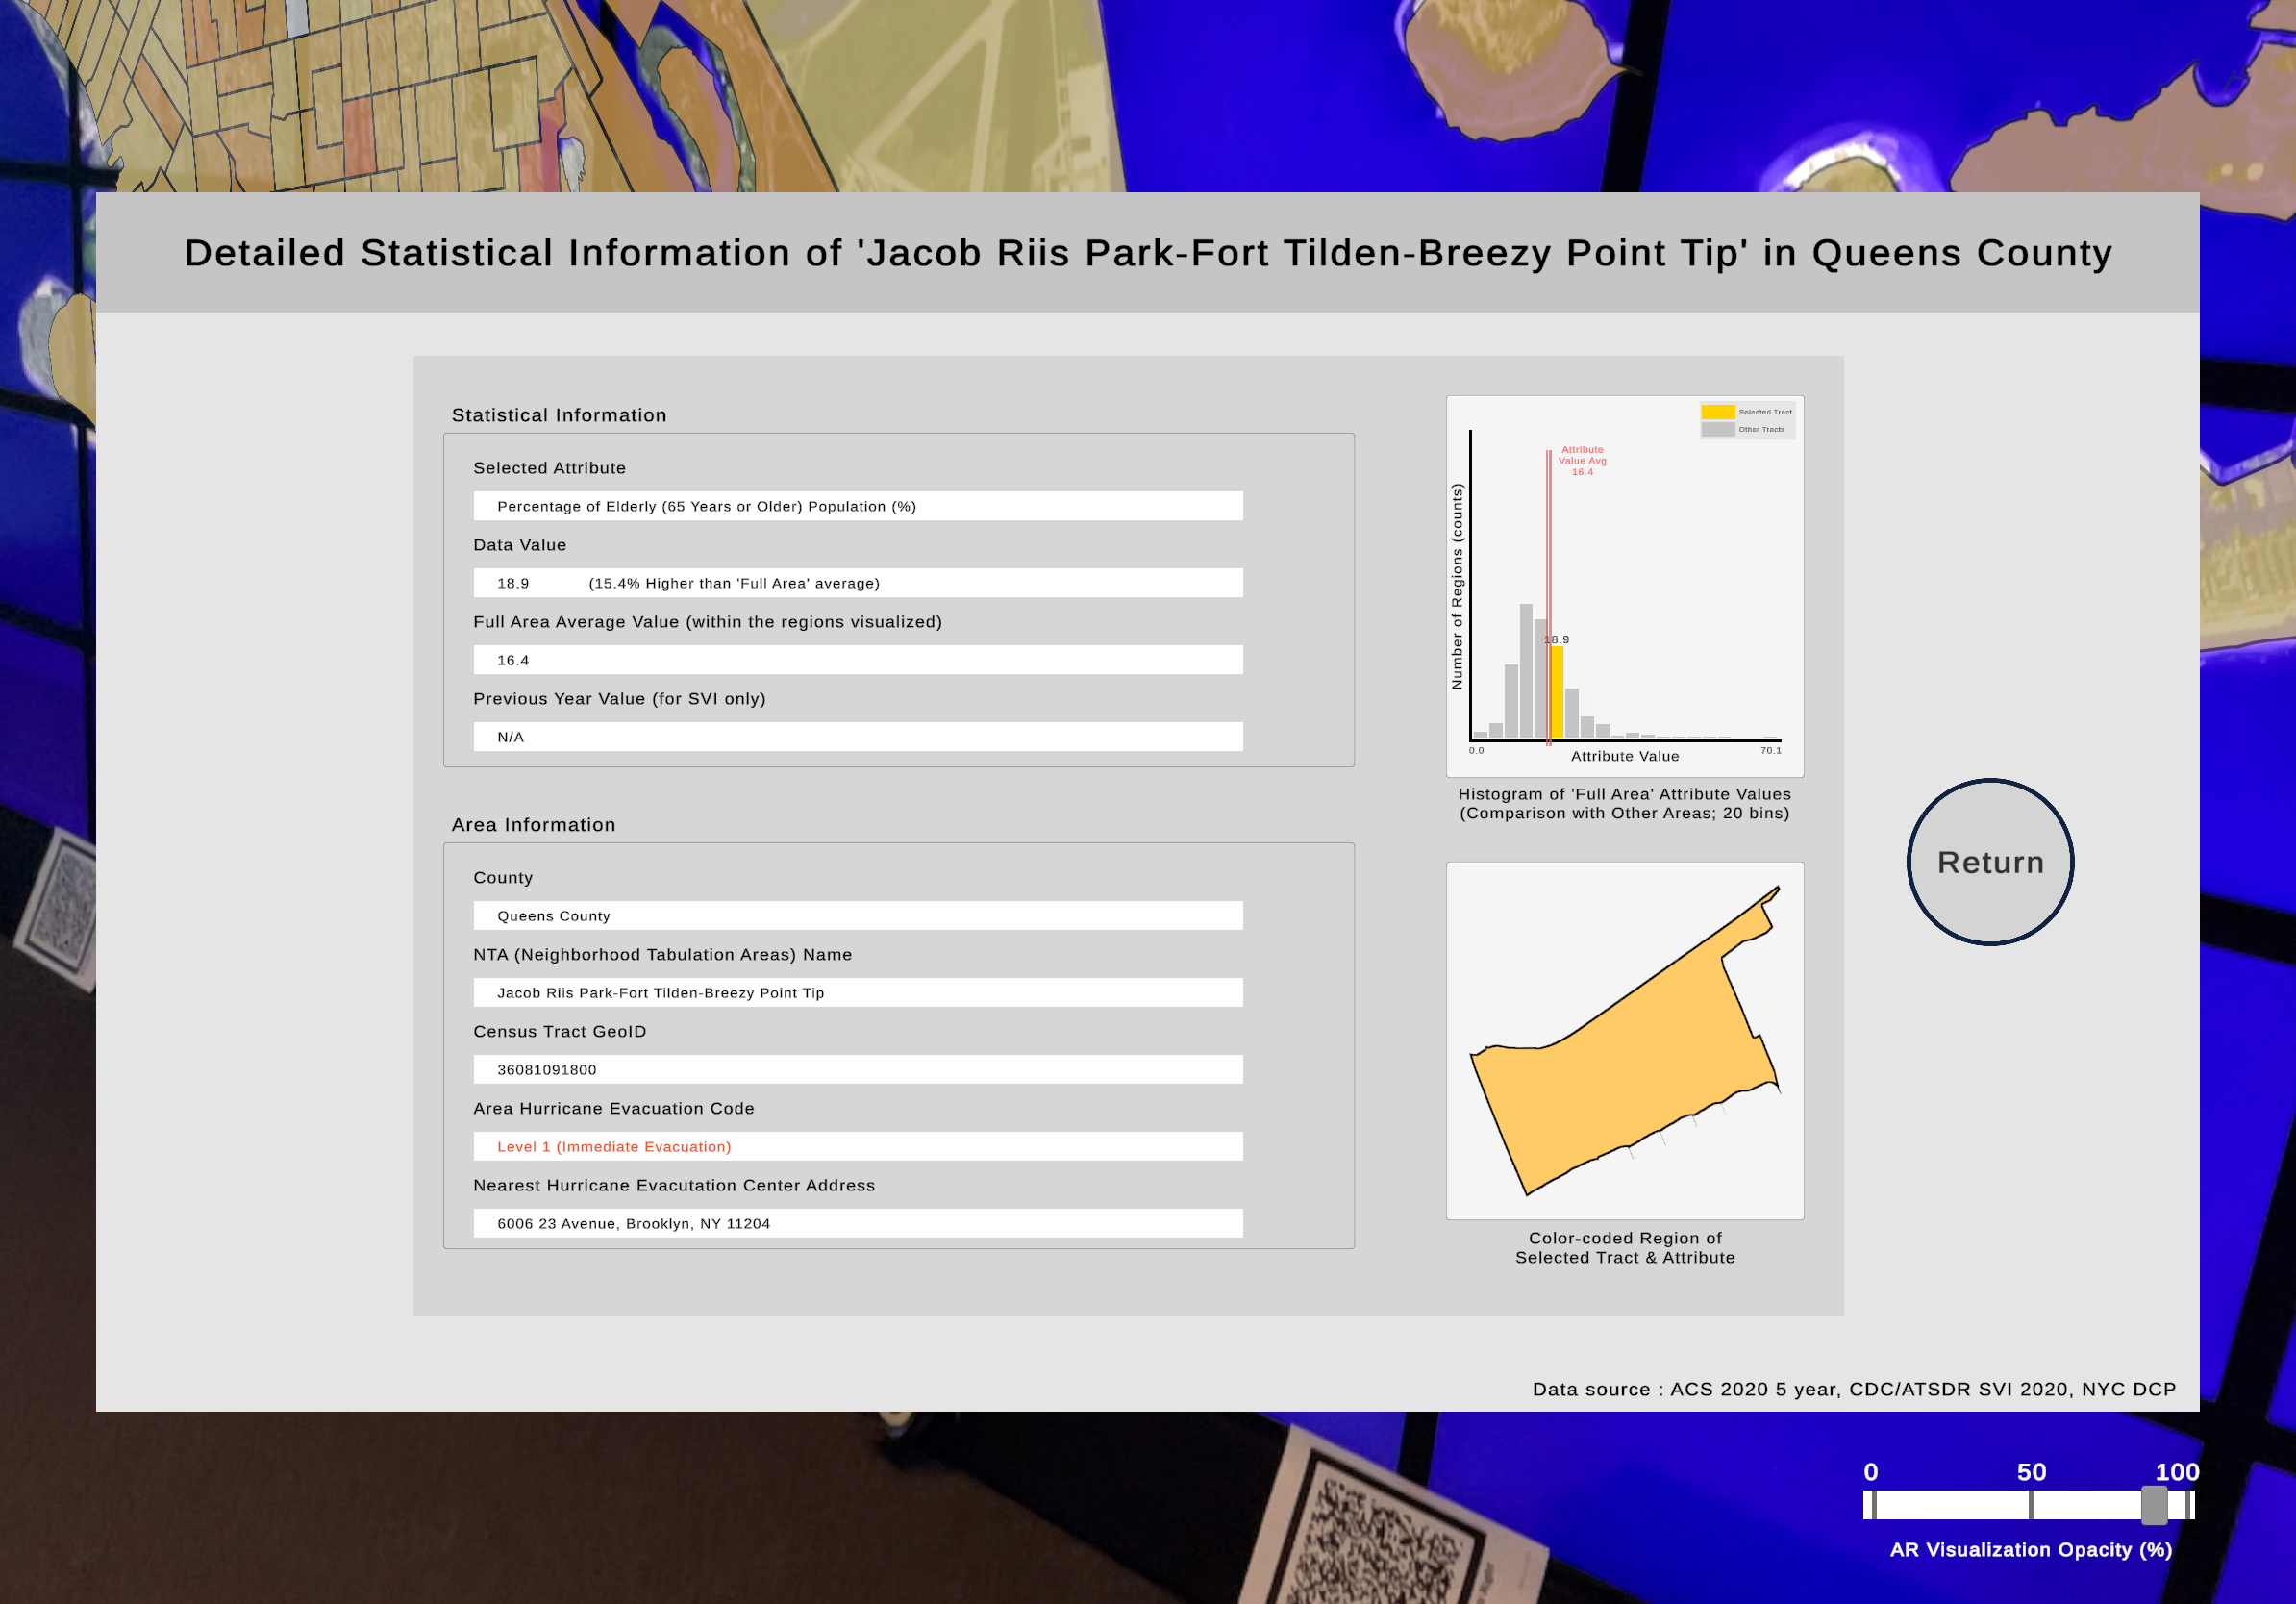 Detailed Statistical Information of 'Jacob Riis Park-Fort Tilden-Breezy Point Tip' in Queens County
Statistical Information
Selected Attribute
Percentage of Elderly (65 Years or Older) Population (%)
Data Value
18.9 (15.4% Higher than 'Full Area' average)
Full Area Average Value (within the regions visualized)
16.4
Previous Year Value (for SVI only)
N/A
Area Information
County
Queens County
NTA (Neighborhood Tabulation Areas) Name
Jacob Riis Park-Fort Tilden-Breezy Point Tip
Census Tract GeoID
36081091800
Area Hurricane Evacuation Code
Level 1 (Immediate Evacuation)
Nearest Hurricane Evacutation Center Address
6006 23 Avenue, Brooklyn, NY 11204
Selected Tract
Other Tracts
Attribute
Value Avg
16.4
Number of Regions (counts)
18.9
0.0
70.1
Attribute Value
Histogram of 'Full Area' Attribute Values
(Comparison with Other Areas; 20 bins)
Color-coded Region of
Selected Tract & Attribute
Return
Data source : ACS 2020 5 year, CDC/ATSDR SVI 2020, NYC DCP
0 50 100
AR Visualization Opacity (%)